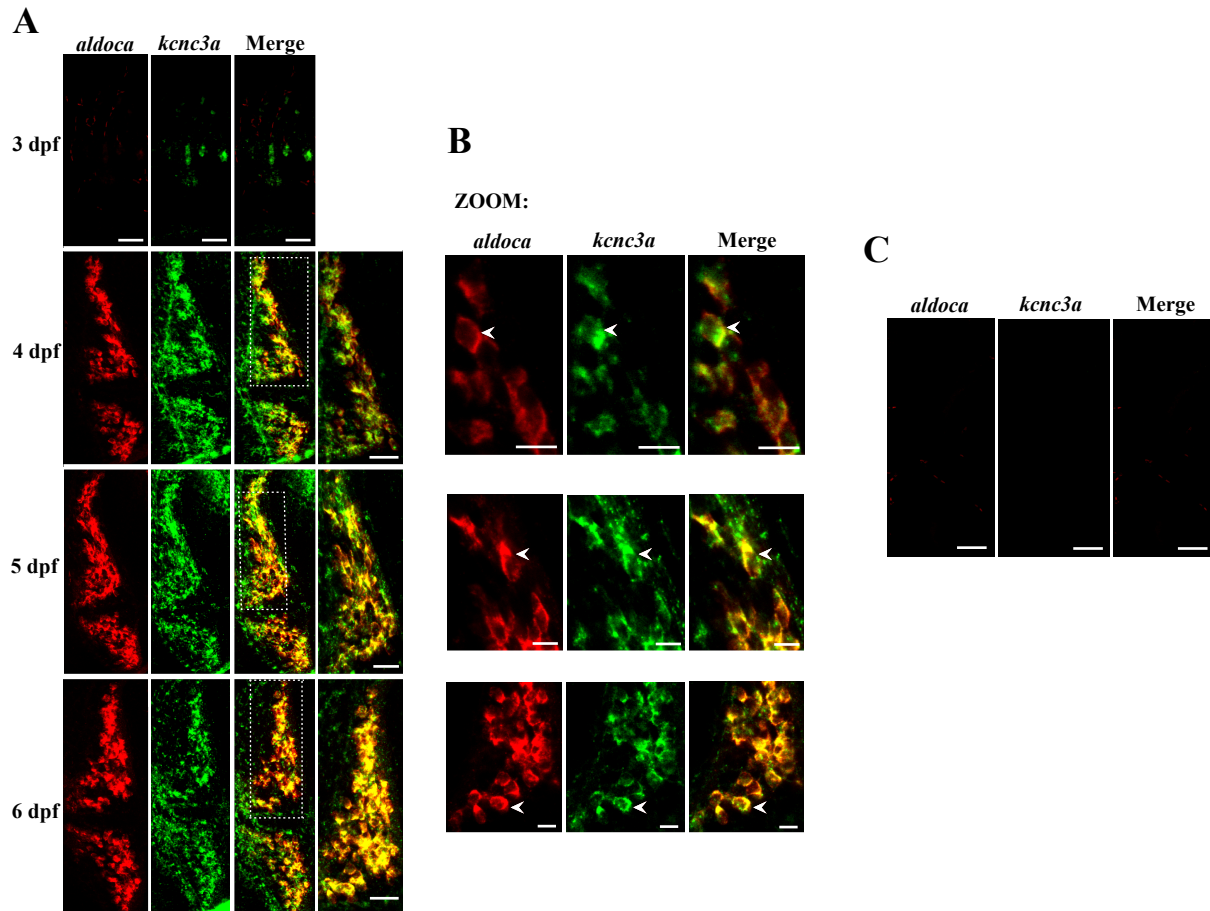 A
aldoca kcnc3a Merge
3 dpf
4 dpf
5 dpf
6 dpf
B
ZOOM:
aldoca kcnc3a Merge
C
aldoca kcnc3a Merge